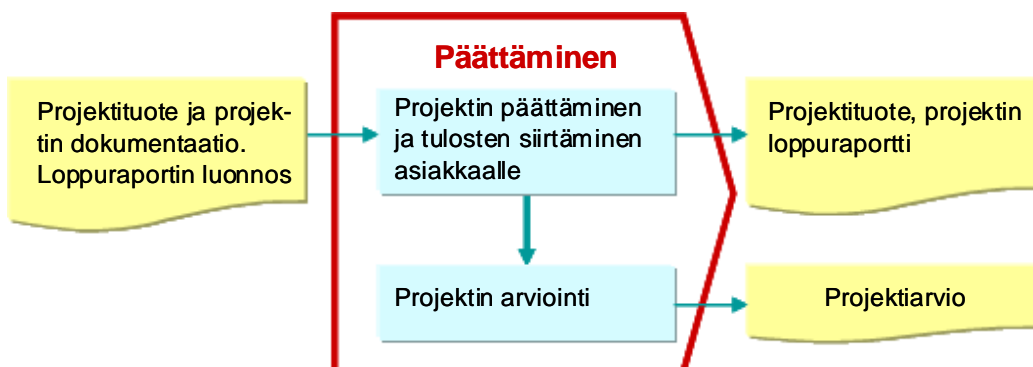 Päättäminen
Projektituote ja projek-
tin dokumentaatio.
Loppuraportin luonnos
Projektin päättäminen
ja tulosten siirtäminen
asiakkaalle
Projektituote, projektin
loppuraportti
Projektin arviointi
Projektiarvio